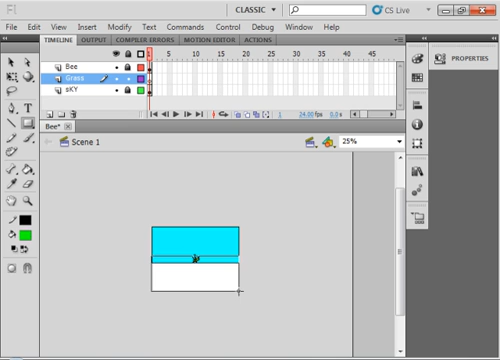 Fl
CLASSIC
CS Live
File Edit View Insert Modify Text Commands Control Debug Window Help
TIMELINE OUTPUT COMPILER ERRORS MOTION EDITOR ACTIONS
PROPERTIES
1 5 10 15 20 25 30 35 40 45
Bee
Grass
sKY
1 24.00 fps 0.0 s
Bee*
Scene 1
25%